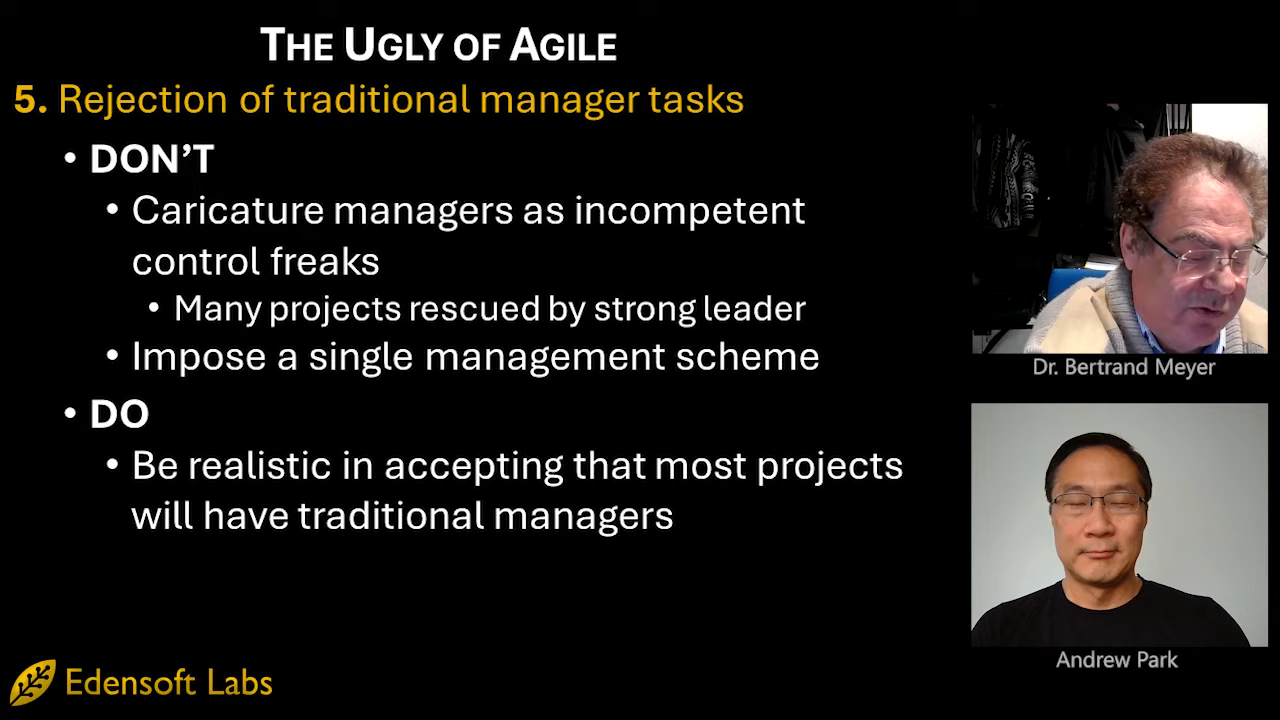 THE UGLY OF AGILE
5. Rejection of traditional manager tasks
• DON’T
• Caricature managers as incompetent
control freaks
• Many projects rescued by strong leader
• Impose a single management scheme
• DO
• Be realistic in accepting that most projects
will have traditional managers
Dr. Bertrand Meyer
Andrew Park
Edensoft Labs